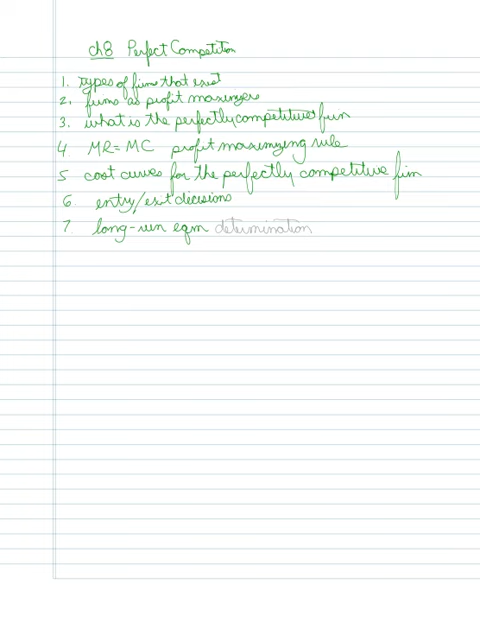 ch8 Perfect Competition
1. types of firms that exist
2. firms as profit maximizers
3. what is the perfectly competitive firm
4 MR = MC profit maximizing rule
5 cost curves for the perfectly competitive firm
6 entry/exit decisions
7. long-run eqm determination